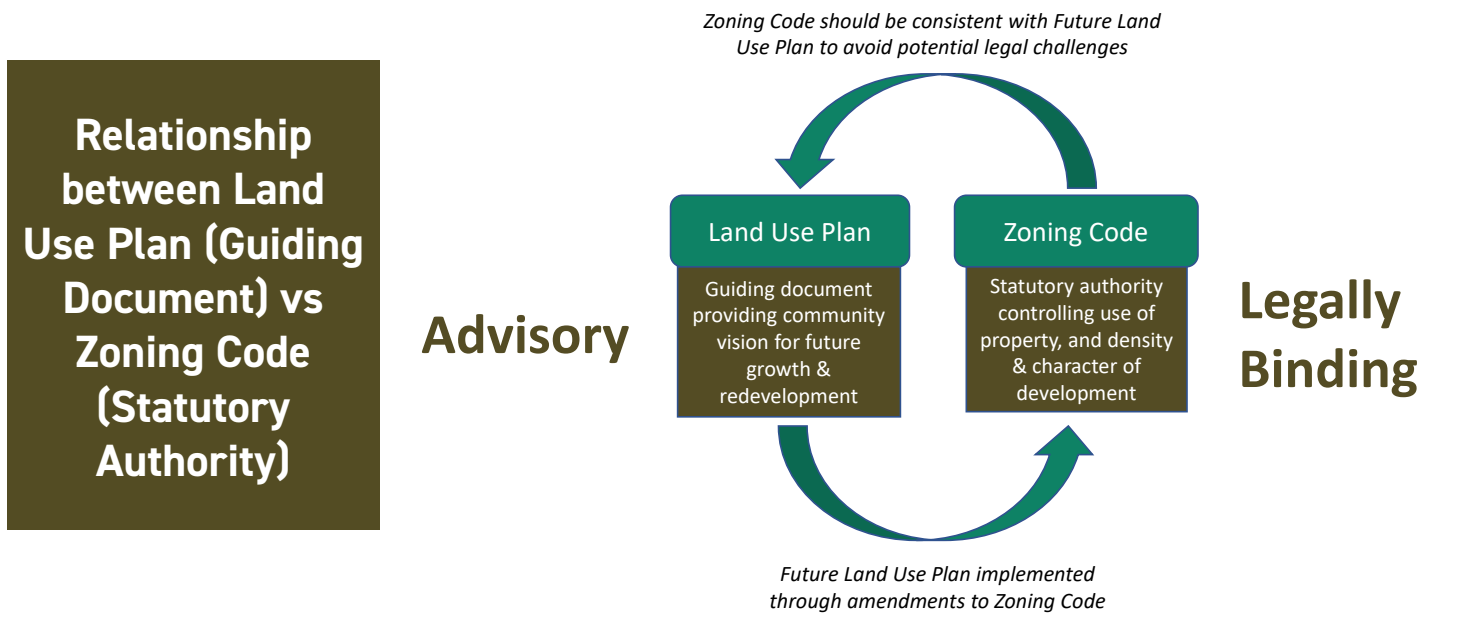 Relationship
between Land
Use Plan (Guiding
Document) vs
Zoning Code
(Statutory
Authority)
Advisory
Zoning Code should be consistent with Future Land
Use Plan to avoid potential legal challenges
Land Use Plan
Guiding document
providing community
vision for future
growth &
redevelopment
Zoning Code
Statutory authority
controlling use of
property, and density
& character of
development
Legally
Binding
Future Land Use Plan implemented
through amendments to Zoning Code